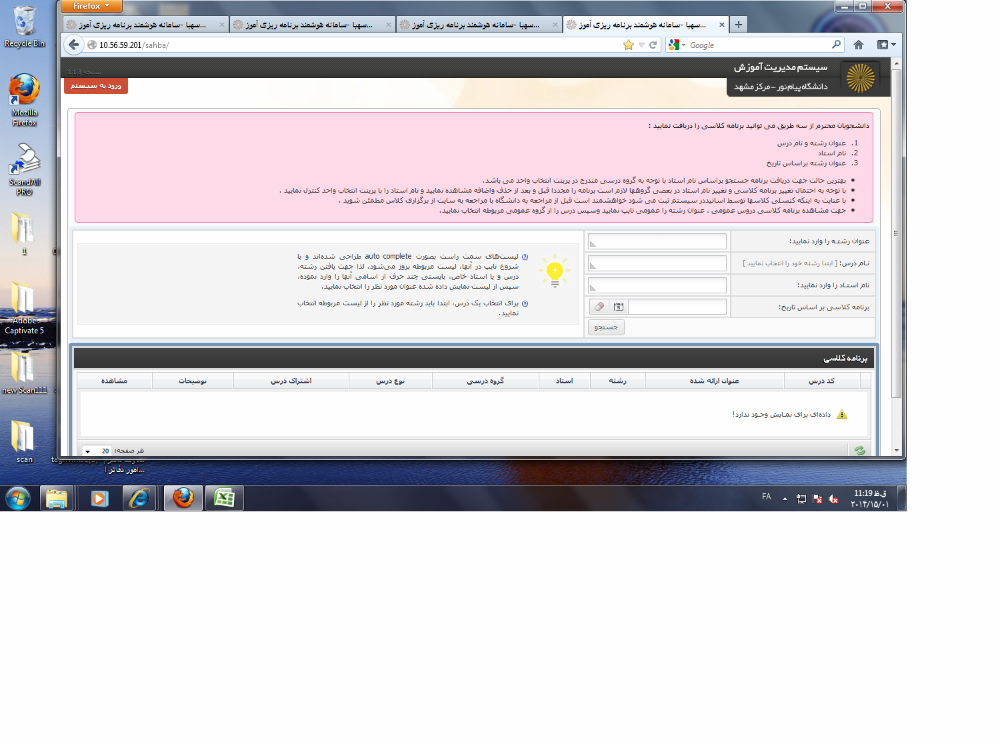 Recycle Bin
Mozilla
Firefox
ScandAll
PRO
1
Adobe
Captivate 5
new Scan111
scan
امور دفاتر ا...
Firefox
سهبا -سامانه هوشمند برنامه ریزی آموز...
سهبا -سامانه هوشمند برنامه ریزی آموز...
سهبا -سامانه هوشمند برنامه ریزی آموز...
سهبا -سامانه هوشمند برنامه ریزی آموز...
10.56.59.201/sahba/
Google
سیستم مدیریت آموزش
نسخه 1.1.8
دانشگاه پیام نور - مرکز مشهد
ورود به سیستم
دانشجویان محترم از سه طریق می توانید برنامه کلاسی را دریافت نمایید :
1. عنوان رشته و نام درس
2. نام استاد
3. عنوان رشته براساس تاریخ
• بهترین حالت جهت دریافت برنامه جستجو براساس نام استاد با توجه به گروه درسی مندرج در پرینت انتخاب واحد می باشد.
• با توجه به احتمال تغییر برنامه کلاسی و تغییر نام استاد در بعضی گروهها لازم است برنامه را مجددا قبل و بعد از حذف واضافه مشاهده نمایید و نام استاد را با پرینت انتخاب واحد کنترل نمایید .
• با عنایت به اینکه کنسلی کلاسها توسط اساتیددر سیستم ثبت می شود خواهشمند است قبل از مراجعه به دانشگاه با مراجعه به سایت از برگزاری کلاس مطمئن شوید .
• جهت مشاهده برنامه کلاسی دروس عمومی ، عنوان رشته را عمومی تایپ نمایید وسپس درس را از گروه عمومی مربوطه انتخاب نمایید.
عنوان رشته را وارد نمایید:
نام درس: [ ابتدا رشته خود را انتخاب نمایید ]
نام استاد را وارد نمایید:
برنامه کلاسی بر اساس تاریخ:
5
جستجو
لیست‌های سمت راست بصورت auto complete طراحی شده‌اند و با
شروع تایپ در آنها، لیست مربوطه بروز می‌شود. لذا جهت یافتن رشته،
درس و یا استاد خاص، بایستی چند حرف از اسامی آنها را وارد نموده،
سپس از لیست نمایش داده شده عنوان مورد نظر را انتخاب نمایید.
برای انتخاب یک درس، ابتدا باید رشته مورد نظر را از لیست مربوطه انتخاب
نمایید.
برنامه کلاسی
کد درس
عنوان ارائه شده
رشته
استاد
گروه درسی
نوع درس
اشتراک درس
توضیحات
مشاهده
داده‌ای برای نمایش وجود ندارد!
هر صفحه: 20
FA
11:19 ق.ظ
۲۰۱۴/۱۵/۰۱